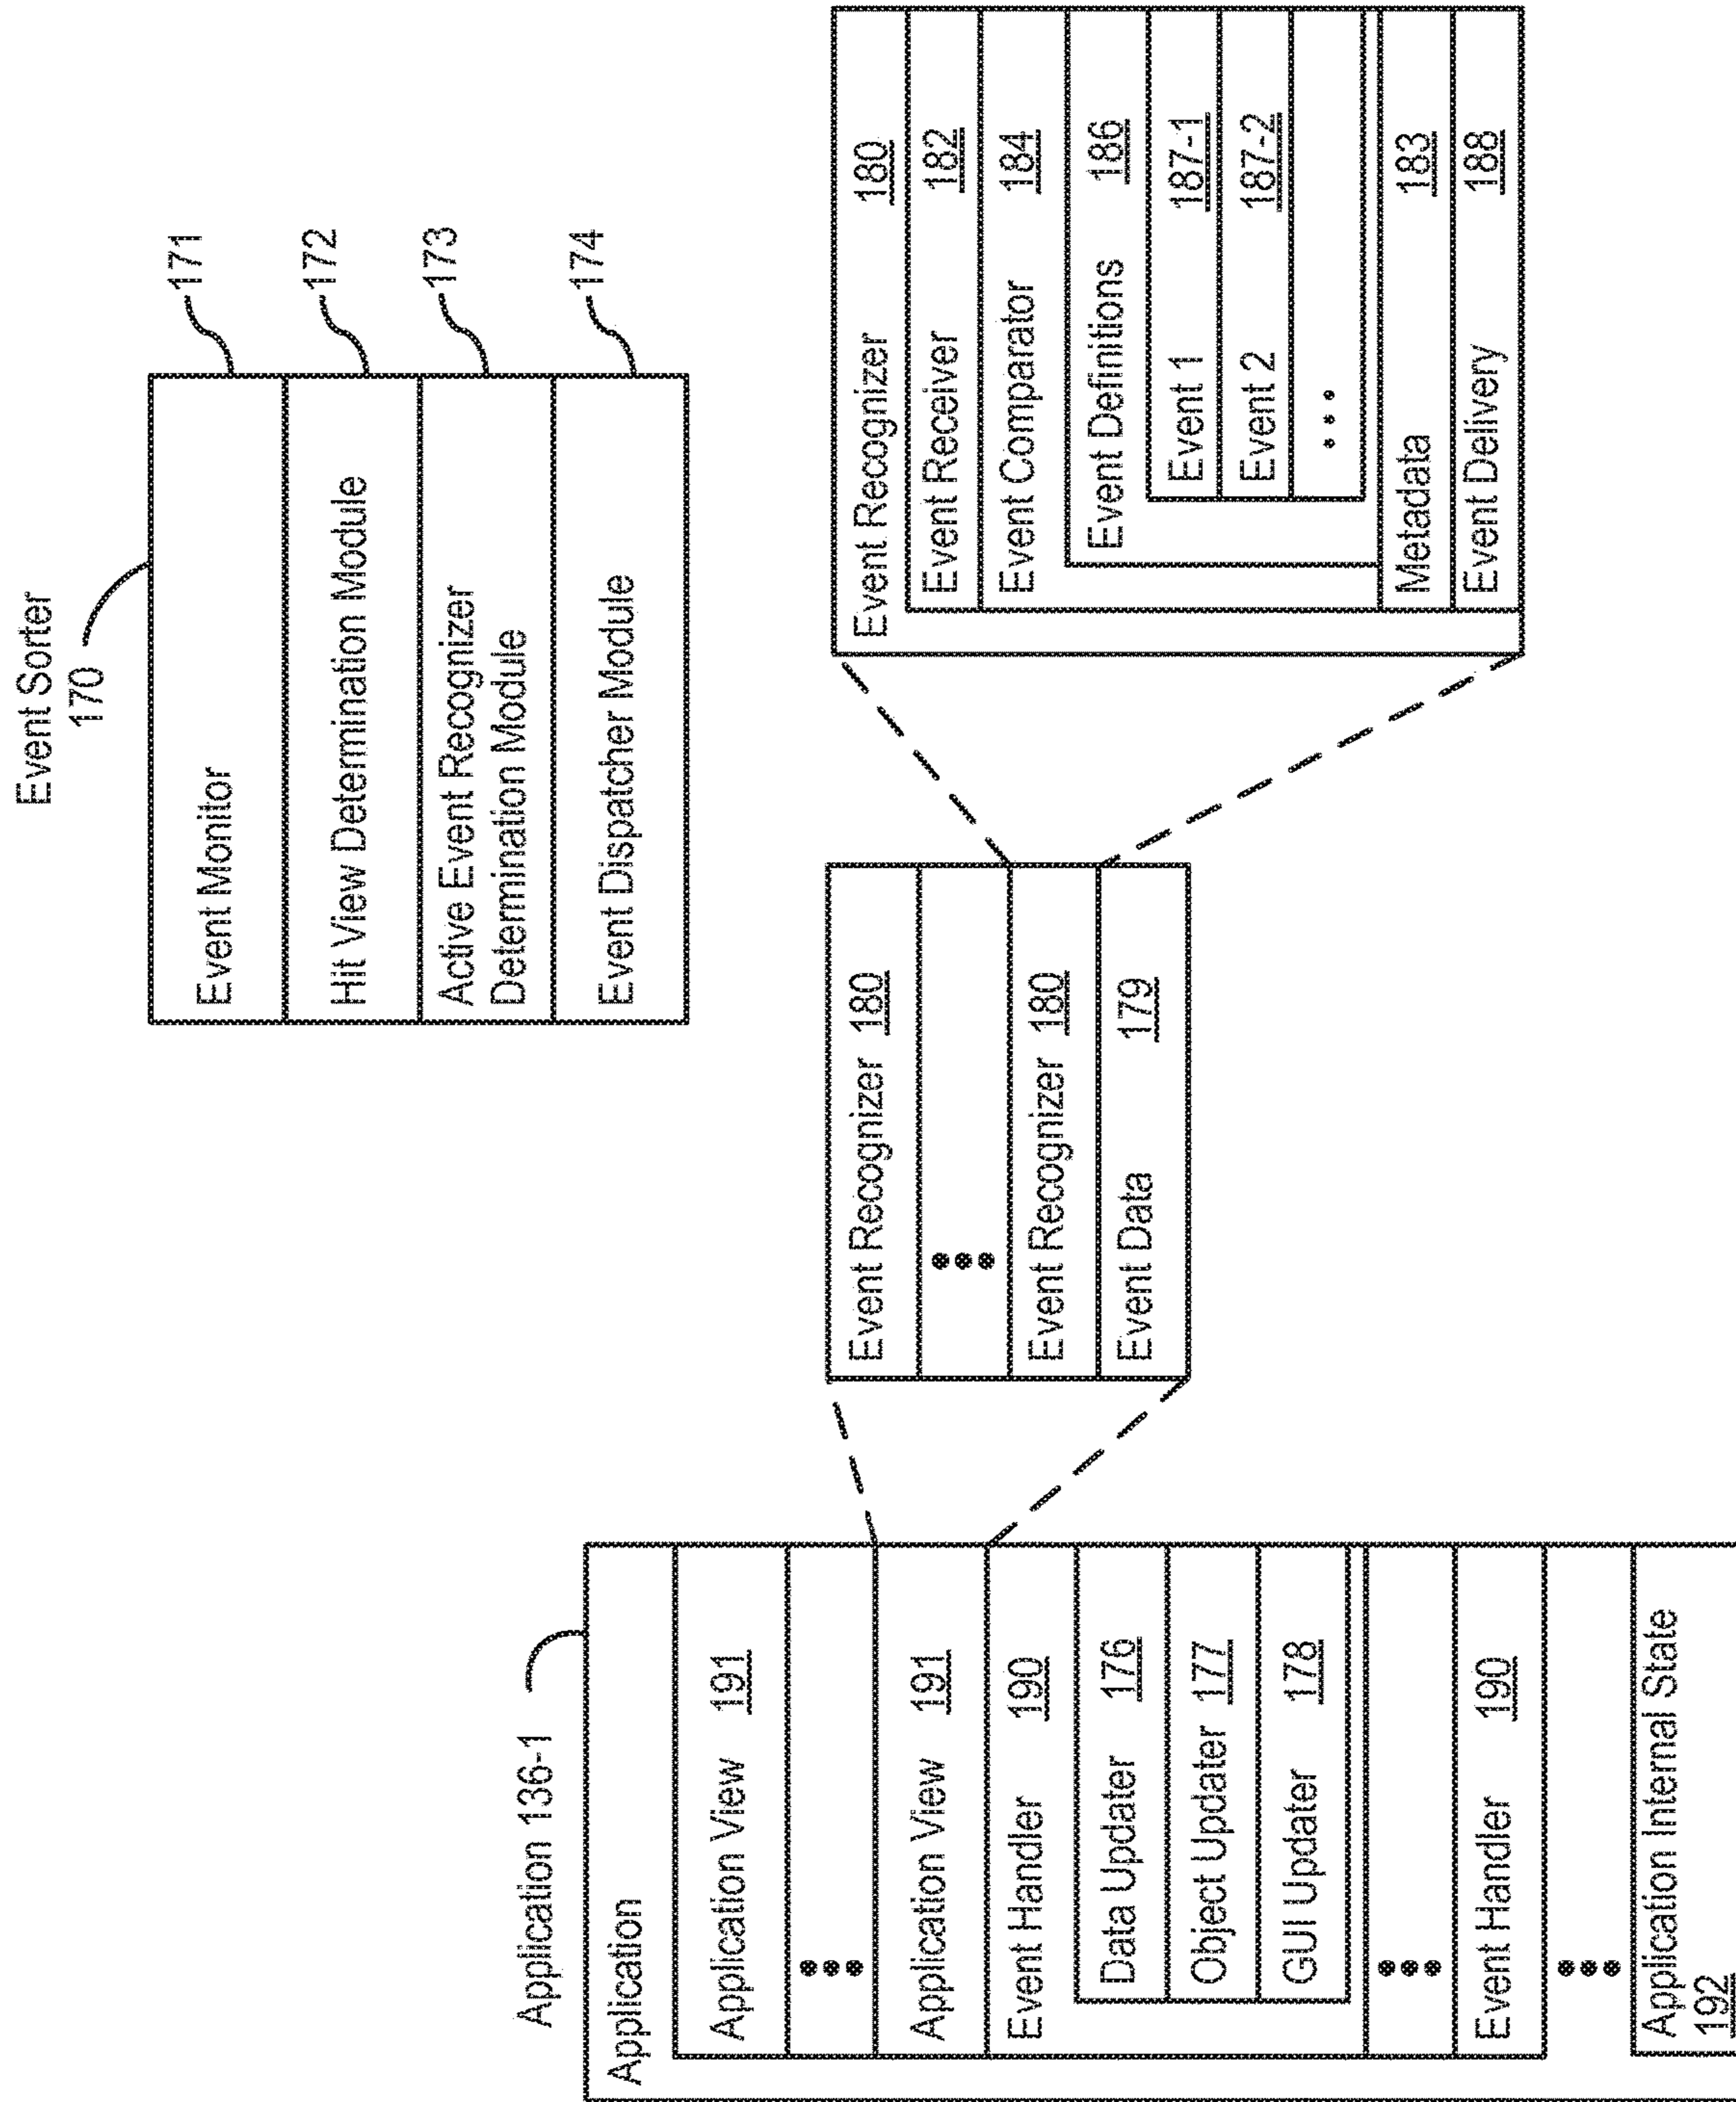 Event Sorter
170
Event Monitor
171
Hit View Determination Module
172
Active Event Recognizer
Determination Module
173
Event Dispatcher Module
174
Application 136-1
Application
Application View 191
Application View 191
Event Handler 190
Data Updater 176
Object Updater 177
GUI Updater 178
Event Handler 190
Application Internal State
192
Event Recognizer 180
Event Recognizer 180
Event Data 179
Event Recognizer 180
Event Receiver 182
Event Comparator 184
Event Definitions 186
Event 1 187-1
Event 2 187-2
Metadata 183
Event Delivery 188